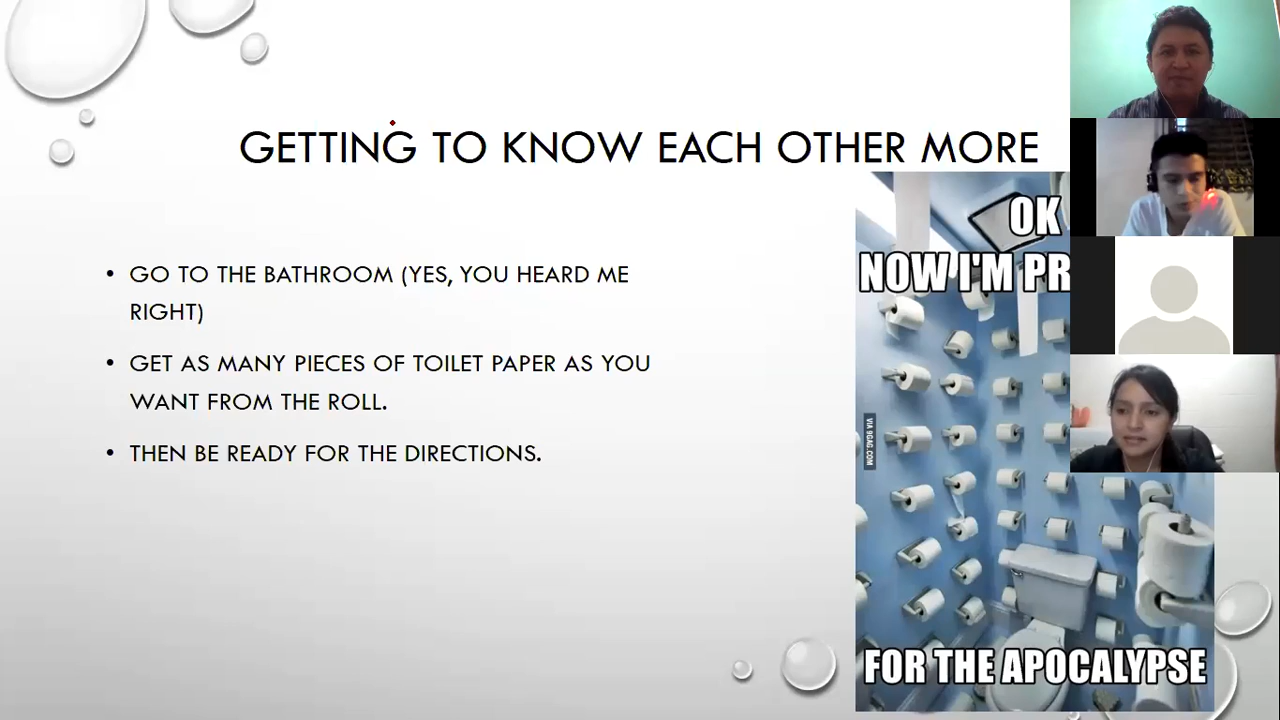 GETTING TO KNOW EACH OTHER MORE
• GO TO THE BATHROOM (YES, YOU HEARD ME
RIGHT)
• GET AS MANY PIECES OF TOILET PAPER AS YOU
WANT FROM THE ROLL.
• THEN BE READY FOR THE DIRECTIONS.
OK
NOW I'M PR
VIA 9GAG.COM
FOR THE APOCALYPSE